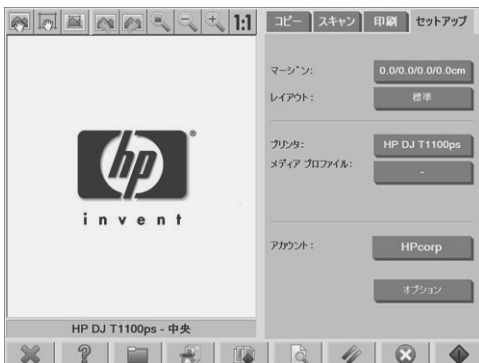 1:1
コピー スキャン 印刷 セットアップ
マージン: 0.0/0.0/0.0/0.0cm
レイアウト: 標準
プリンタ: HP DJ T1100ps
メディア プロファイル: -
アカウント: HPcorp
オプション
hp
invent
HP DJ T1100ps - 中央